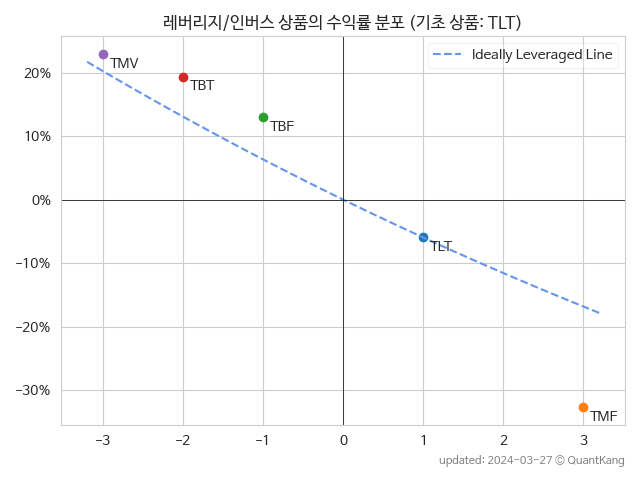 레버리지/인버스 상품의 수익률 분포 (기초 상품: TLT)
Ideally Leveraged Line
TMV
TBT
TBF
TLT
TMF
20%
10%
0%
−10%
−20%
−30%
−3 −2 −1 0 1 2 3
updated: 2024-03-27 © QuantKang